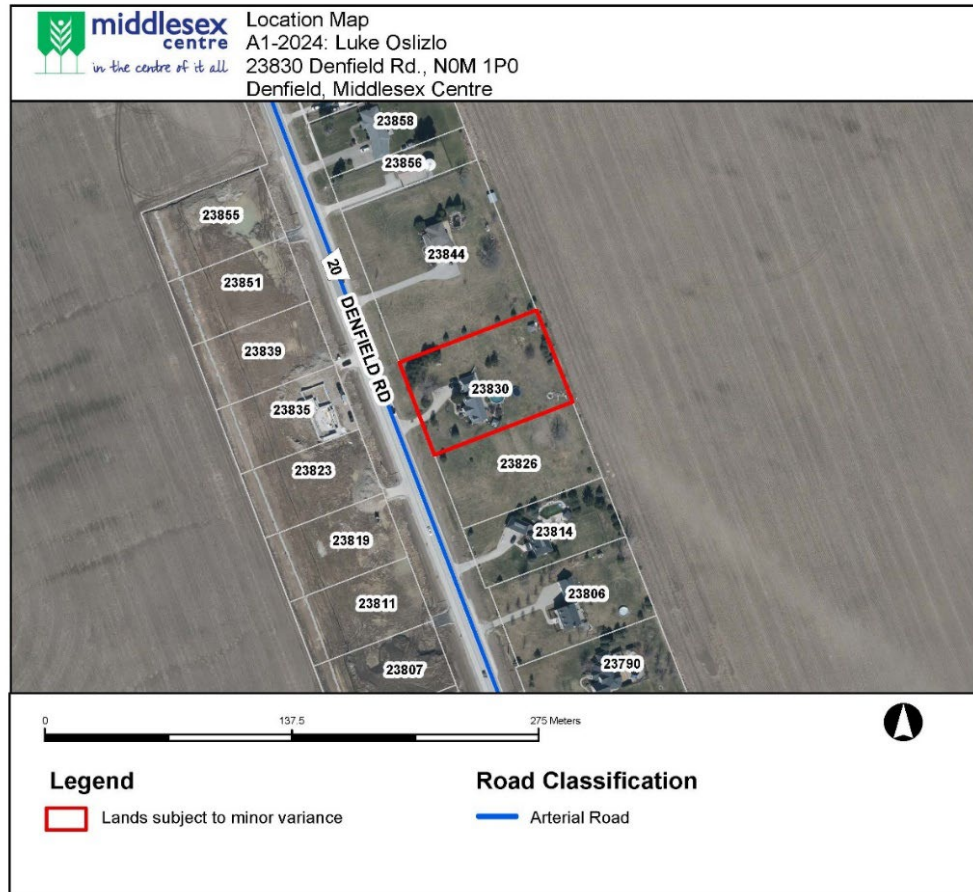 middlesex
centre
in the centre of it all
Location Map
A1-2024: Luke Oslizlo
23830 Denfield Rd., N0M 1P0
Denfield, Middlesex Centre
23858
23856
23855
23844
23851
20
DENFIELD RD
23839
23830
23835
23826
23823
23814
23819
23806
23811
23790
23807
0
137.5
275 Meters
Legend
Road Classification
Lands subject to minor variance
Arterial Road